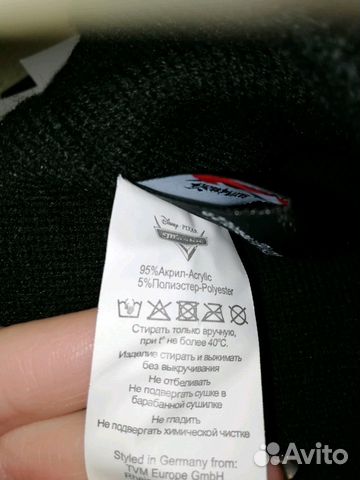 Disney · PIXAR
95%Акрил-Acrylic
5%Полиэстер-Polyester
Стирать только вручную,
при t° не более 40°C.
Изделие стирать и выжимать
без выкручивания
Не отбеливать
Не подвергать сушке в
барабанной сушилке
Не гладить
Не подвергать химической чистке
Styled in Germany from:
TVM Europe GmbH
Avito